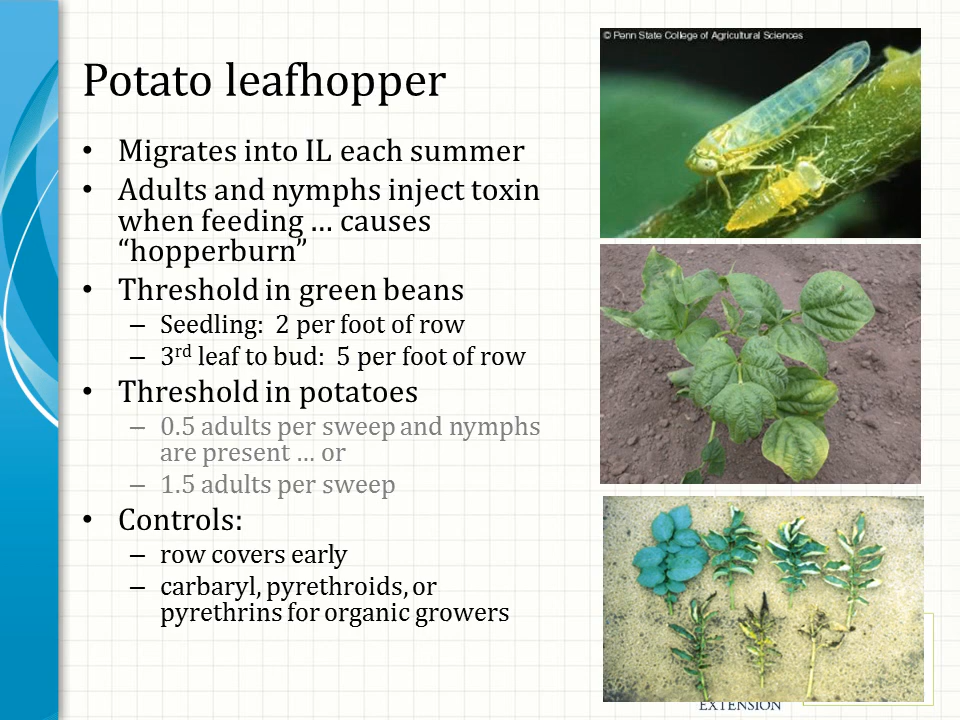 © Penn State College of Agricultural Sciences
Potato leafhopper
• Migrates into IL each summer
• Adults and nymphs inject toxin
when feeding … causes
“hopperburn”
• Threshold in green beans
– Seedling:  2 per foot of row
– 3rd leaf to bud:  5 per foot of row
• Threshold in potatoes
– 0.5 adults per sweep and nymphs
are present … or
– 1.5 adults per sweep
• Controls:
– row covers early
– carbaryl, pyrethroids, or
pyrethrins for organic growers
EXTENSION